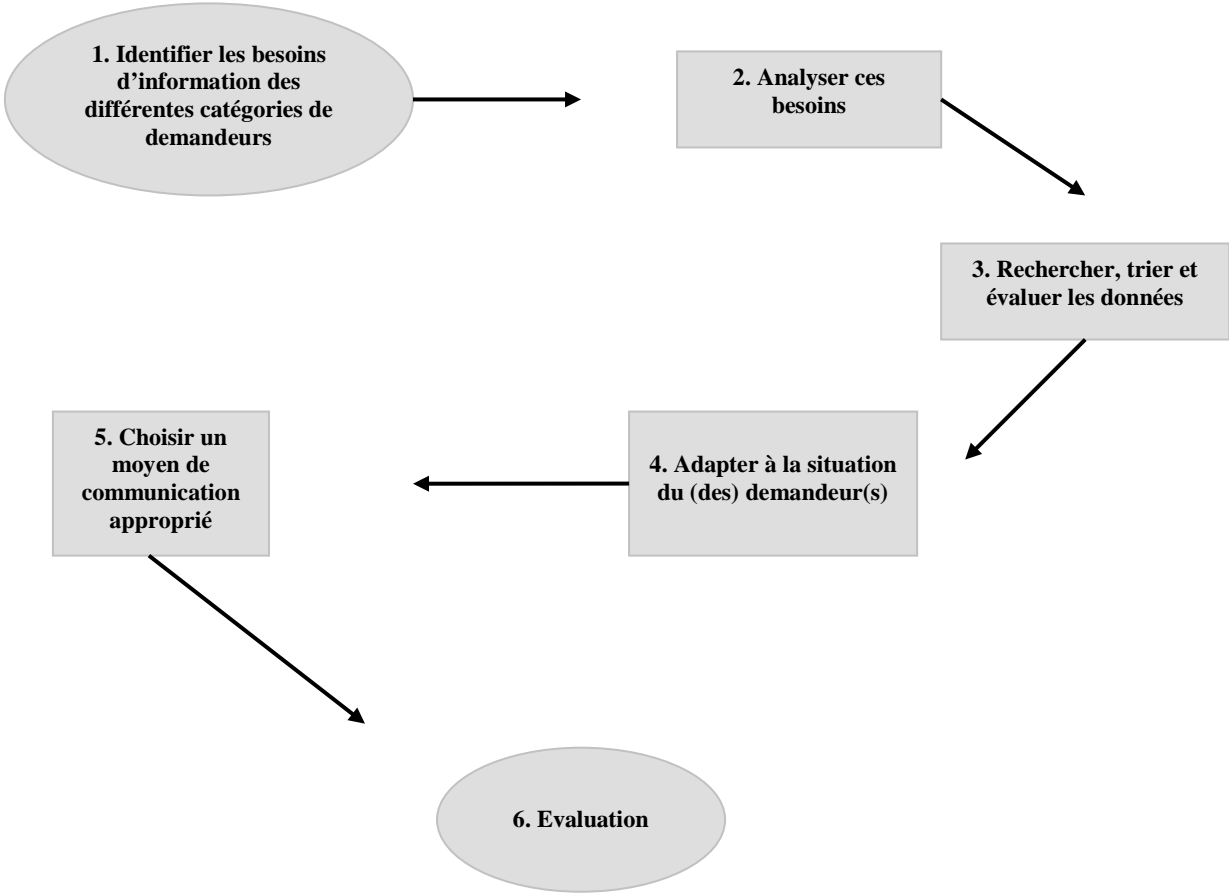 1. Identifier les besoins
d’information des
différentes catégories de
demandeurs
2. Analyser ces
besoins
3. Rechercher, trier et
évaluer les données
4. Adapter à la situation
du (des) demandeur(s)
5. Choisir un
moyen de
communication
approprié
6. Evaluation